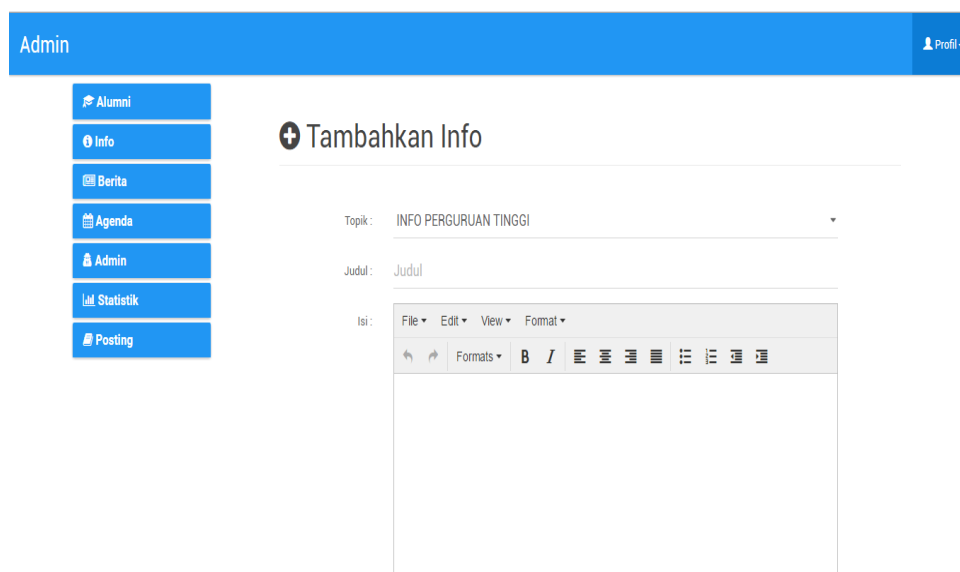 Admin
Profil
Alumni
Info
Berita
Agenda
Admin
Statistik
Posting
Tambahkan Info
Topik : INFO PERGURUAN TINGGI
Judul : Judul
Isi :
File Edit View Format
Formats B I